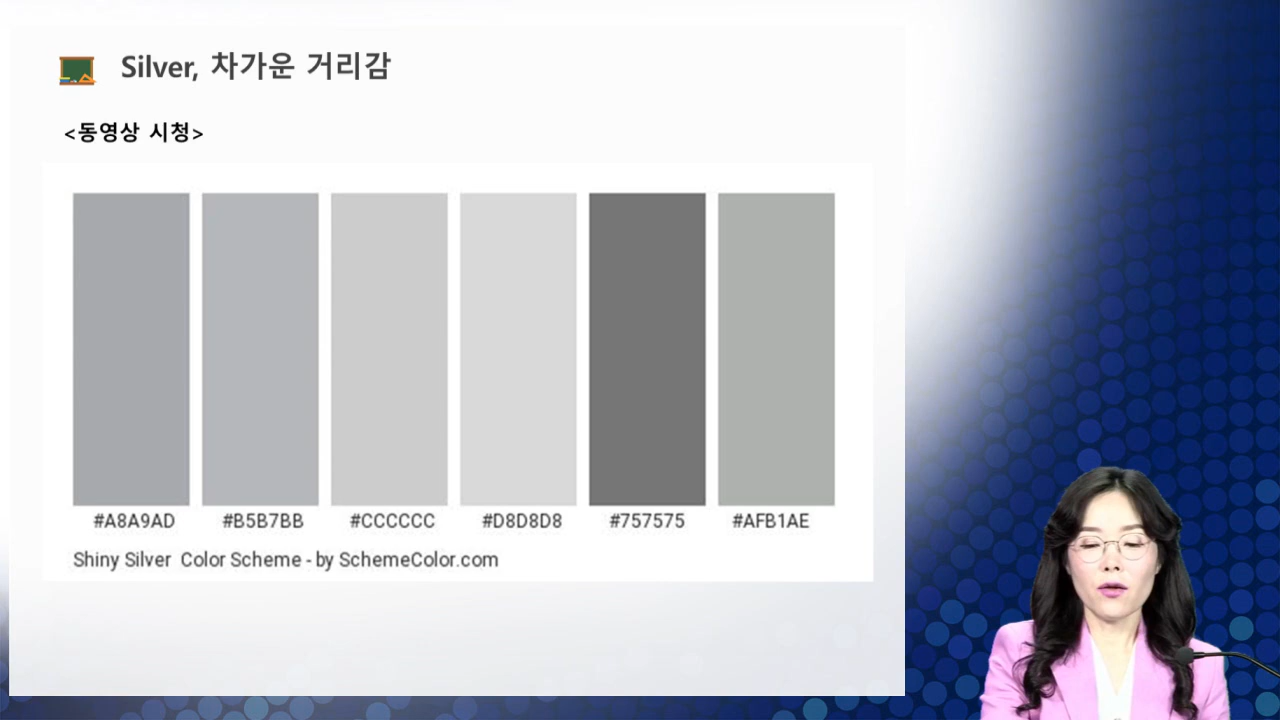 Silver, 차가운 거리감
<동영상 시청>
#A8A9AD #B5B7BB #CCCCCC #D8D8D8 #757575 #AFB1AE
Shiny Silver Color Scheme - by SchemeColor.com